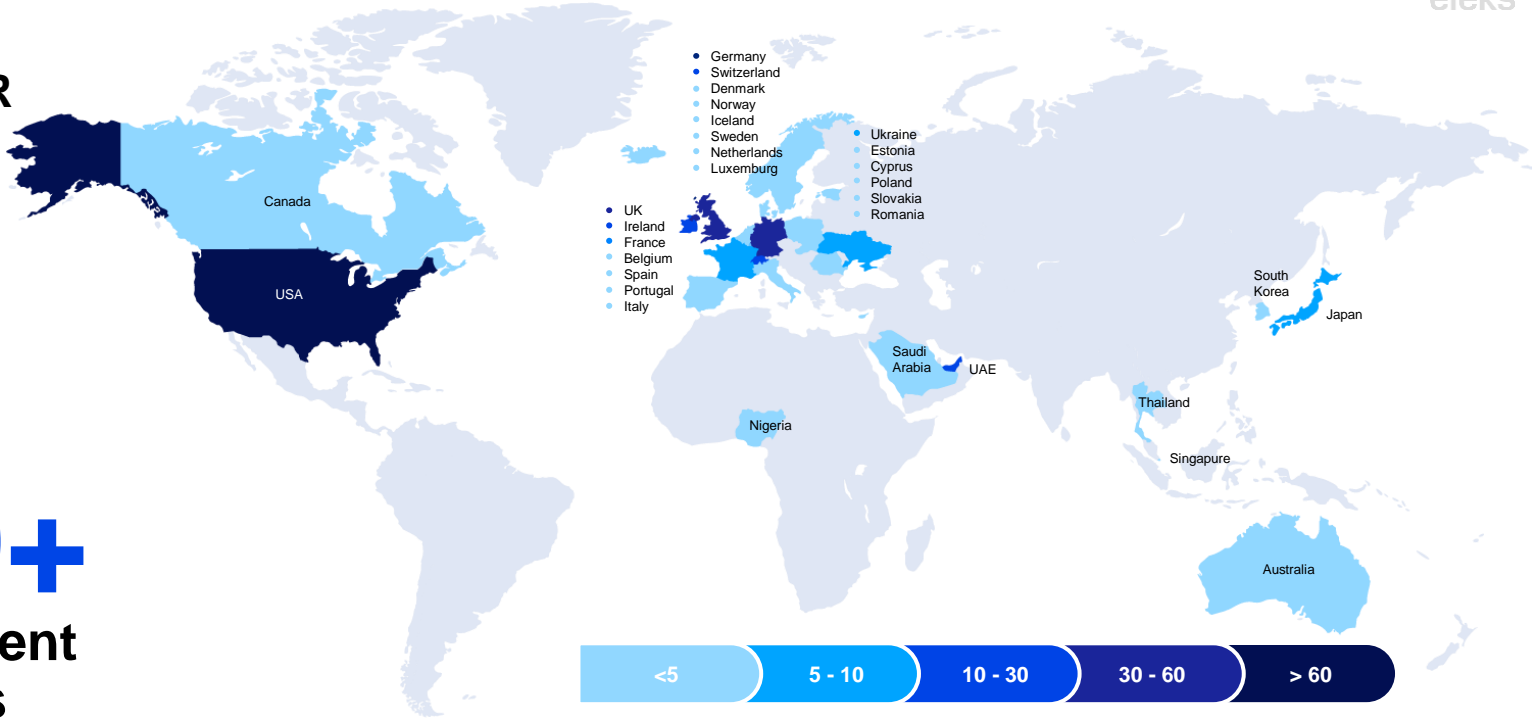 eleks
R
Germany
Switzerland
Denmark
Norway
Iceland
Sweden
Netherlands
Luxemburg
Ukraine
Estonia
Cyprus
Poland
Slovakia
Romania
UK
Ireland
France
Belgium
Spain
Portugal
Italy
Canada
USA
South
Korea
Japan
Saudi
Arabia
UAE
Thailand
Nigeria
Singapure
Australia
+
ent
s
<5
5 - 10
10 - 30
30 - 60
> 60